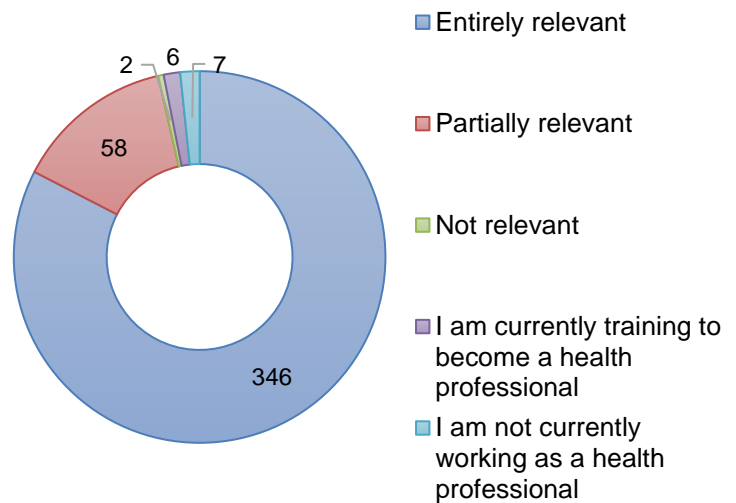 Entirely relevant
2
6
7
58
Partially relevant
Not relevant
I am currently training to
become a health
professional
346
I am not currently
working as a health
professional